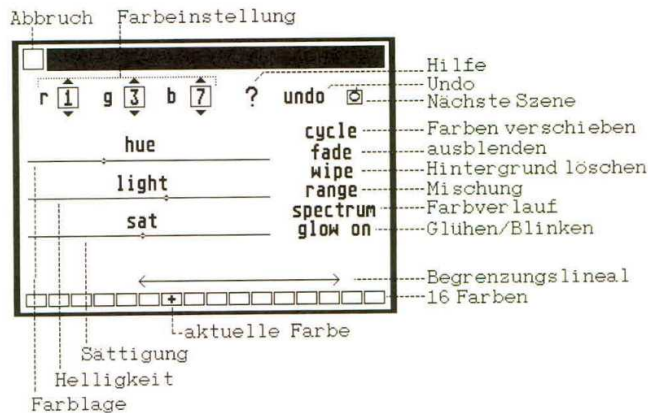 Abbruch Farbeinstellung
r 1 g 3 b 7 ? undo
Hilfe
Undo
Nächste Szene
hue
light
sat
cycle
fade
wipe
range
spectrum
glow on
Farben verschieben
ausblenden
Hintergrund löschen
Mischung
Farbverlauf
Glühen/Blinken
Begrenzungslineal
16 Farben
+
aktuelle Farbe
Sättigung
Helligkeit
Farblage